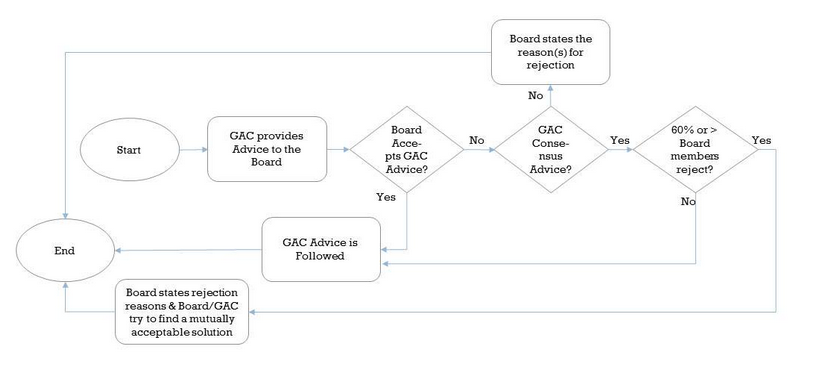 Board states the
reason(s) for
rejection
No
Start
GAC provides
Advice to the
Board
Board
Acce-
pts GAC
Advice?
No
GAC
Conse-
nsus
Advice?
Yes
60% or >
Board
members
reject?
Yes
Yes
No
End
GAC Advice is
Followed
Board states rejection
reasons & Board/GAC
try to find a mutually
acceptable solution